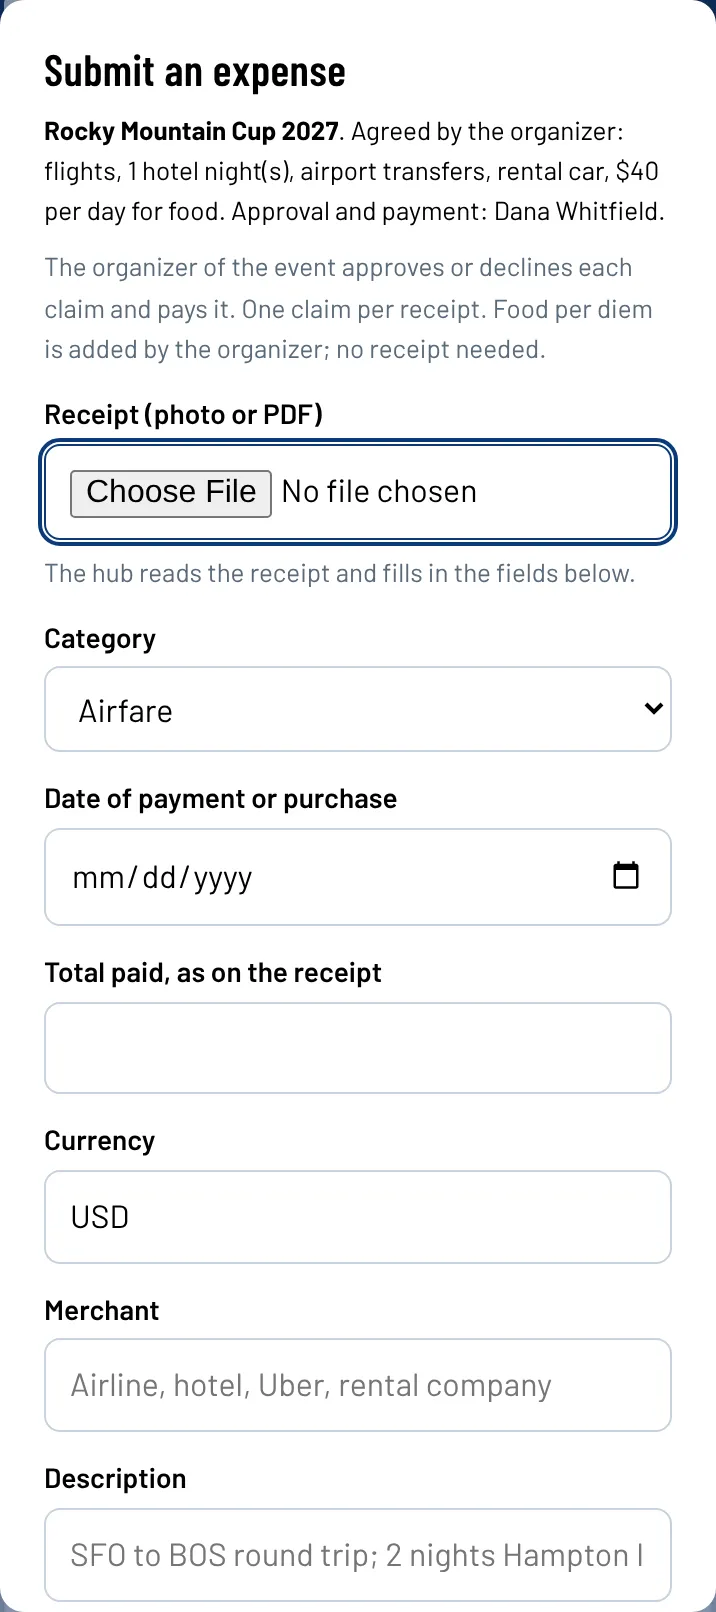 Submit an expense
Rocky Mountain Cup 2027. Agreed by the organizer:
flights, 1 hotel night(s), airport transfers, rental car, $40
per day for food. Approval and payment: Dana Whitfield.
The organizer of the event approves or declines each
claim and pays it. One claim per receipt. Food per diem
is added by the organizer; no receipt needed.
Receipt (photo or PDF)
Choose File No file chosen
The hub reads the receipt and fills in the fields below.
Category
Airfare
Date of payment or purchase
mm/dd/yyyy
Total paid, as on the receipt
Currency
USD
Merchant
Airline, hotel, Uber, rental company
Description
SFO to BOS round trip; 2 nights Hampton I